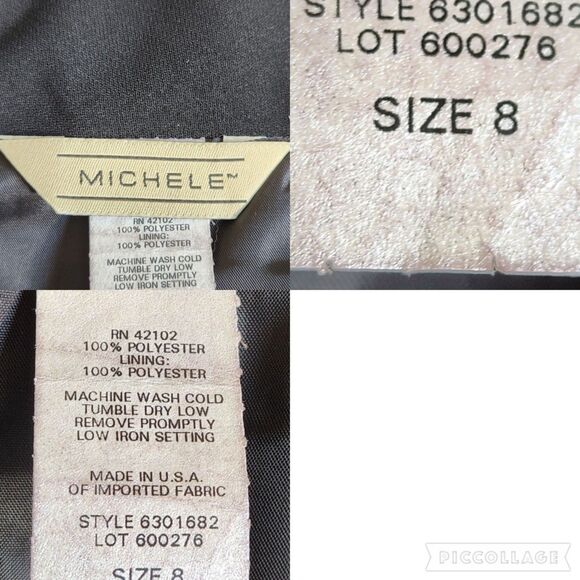 MICHELE™
RN 42102
100% POLYESTER
LINING:
100% POLYESTER
MACHINE WASH COLD
TUMBLE DRY LOW
REMOVE PROMPTLY
LOW IRON SETTING
STYLE 6301682
LOT 600276
SIZE 8
RN 42102
100% POLYESTER
LINING:
100% POLYESTER
MACHINE WASH COLD
TUMBLE DRY LOW
REMOVE PROMPTLY
LOW IRON SETTING
MADE IN U.S.A.
OF IMPORTED FABRIC
STYLE 6301682
LOT 600276
SIZE 8
PICCOLLAGE